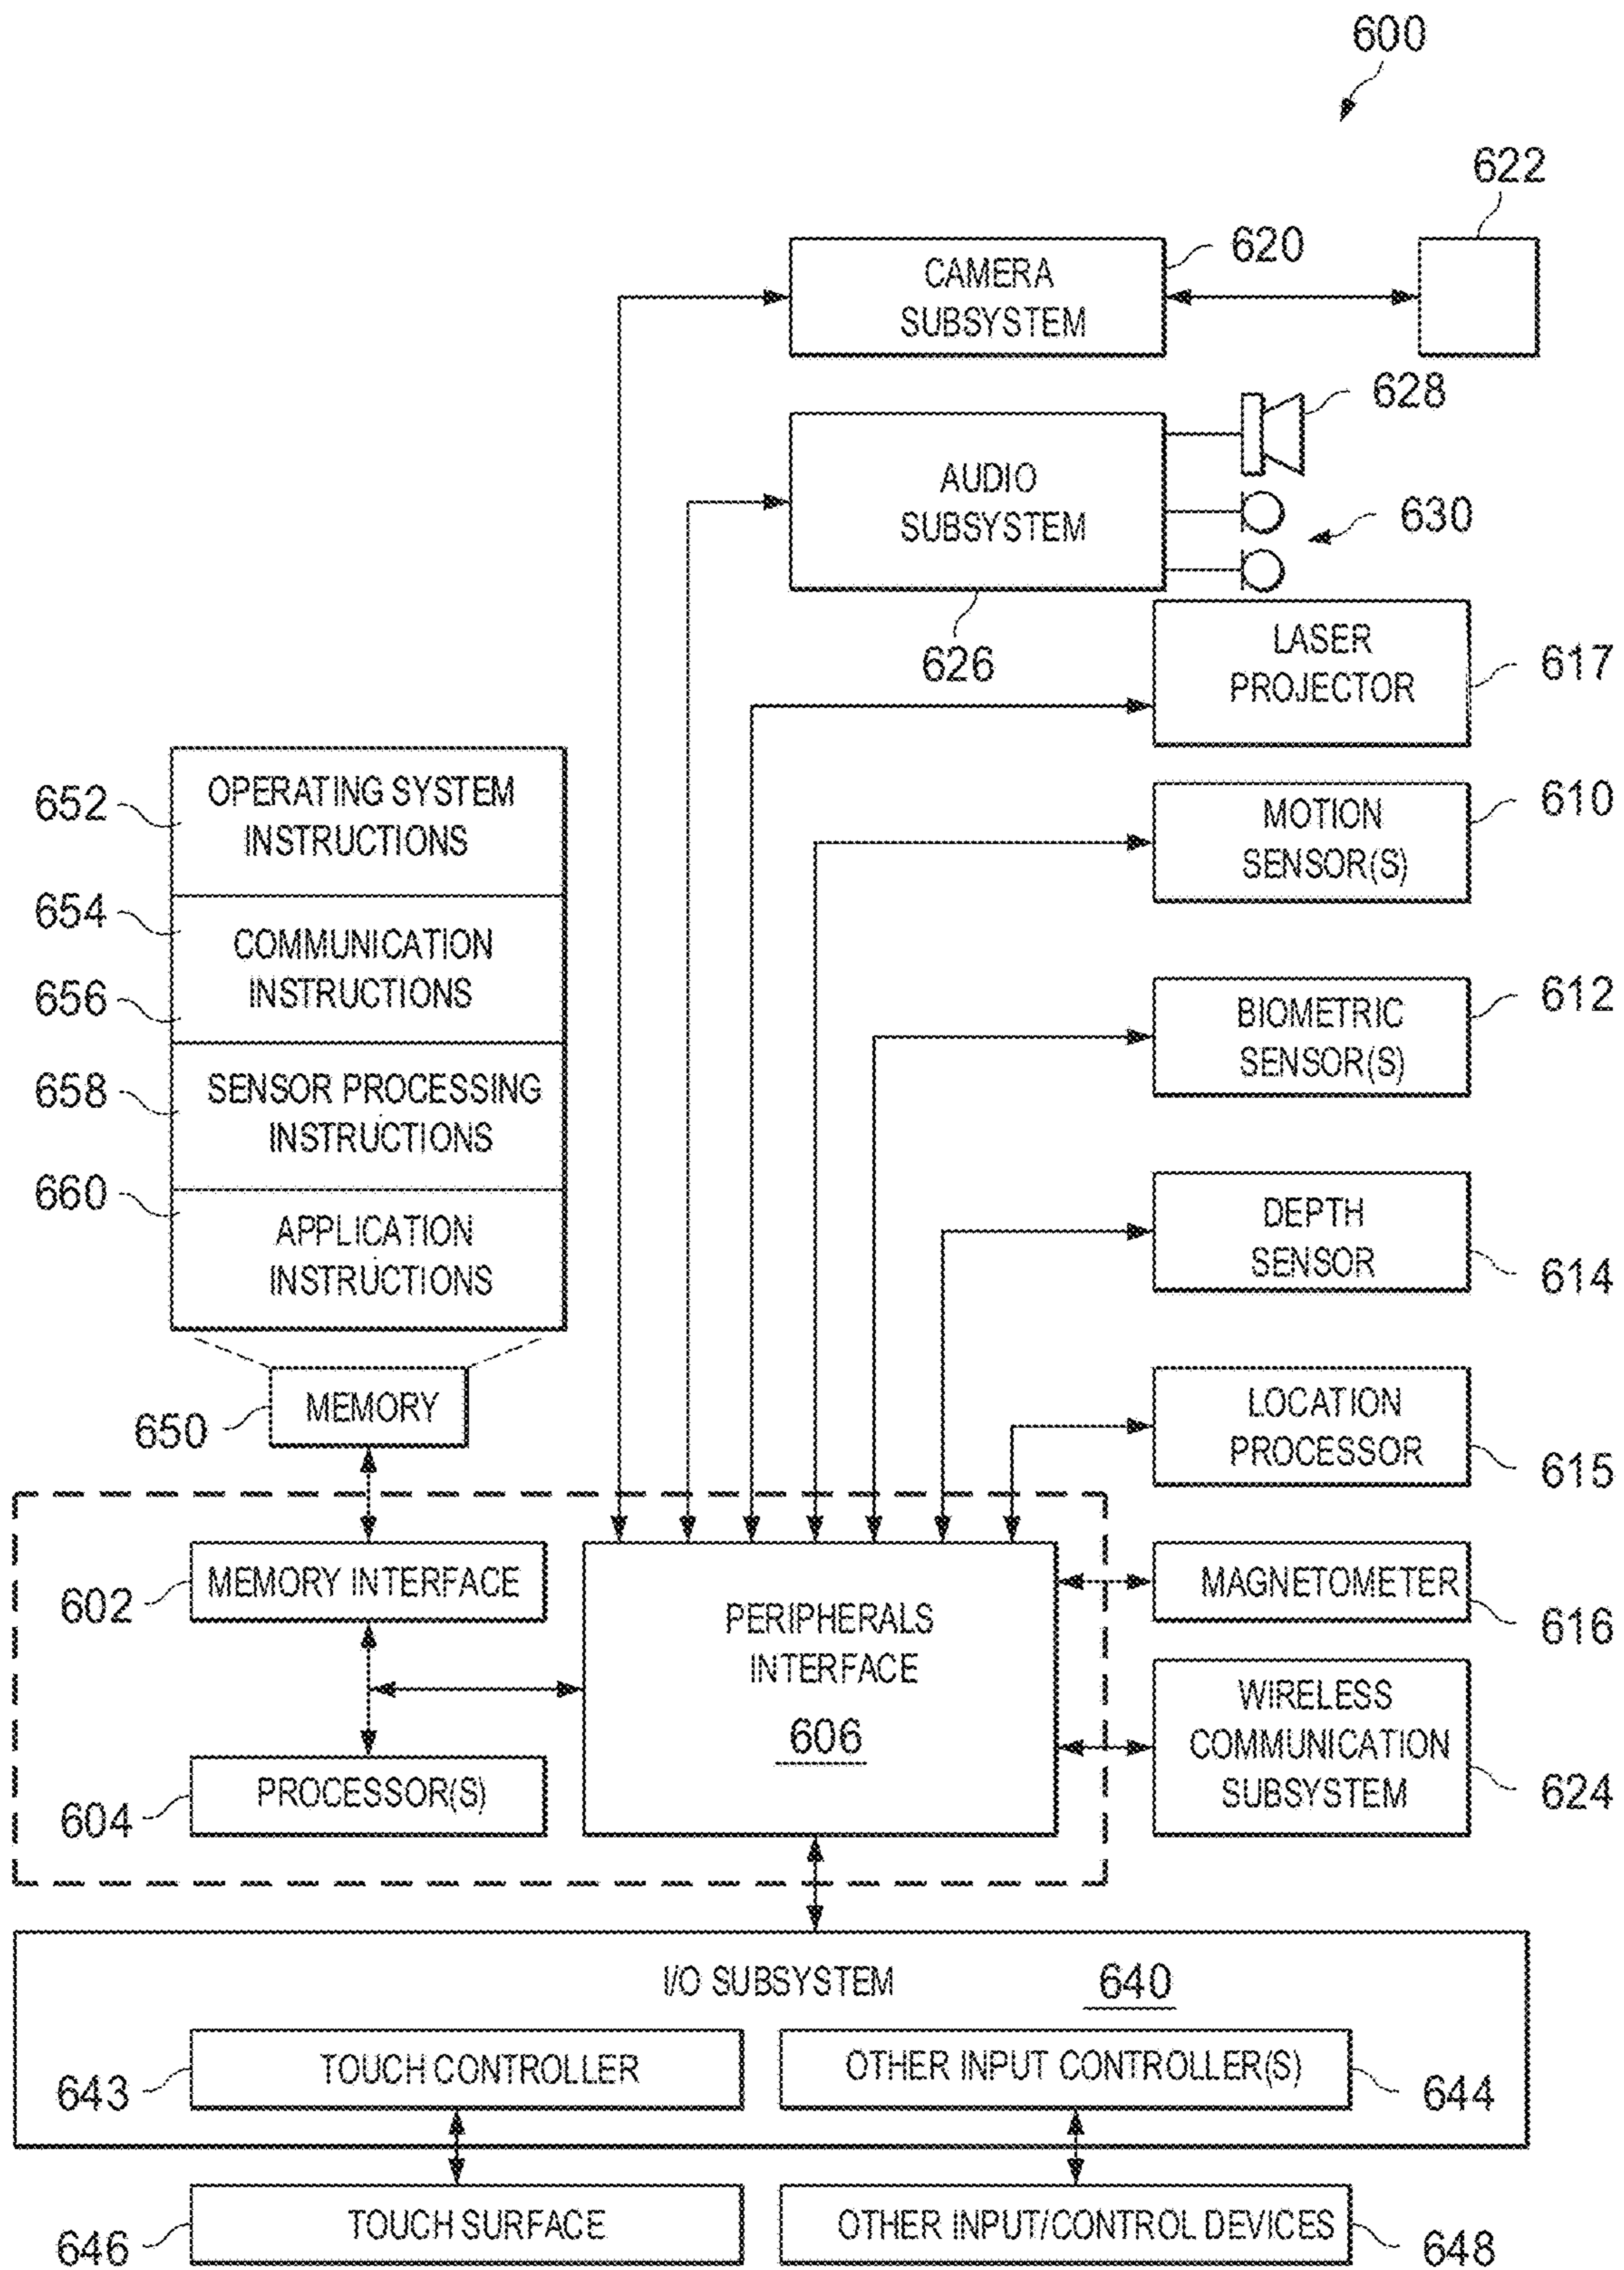 600
622
620
CAMERA
SUBSYSTEM
628
AUDIO
SUBSYSTEM
630
626
LASER
PROJECTOR
617
652
OPERATING SYSTEM
INSTRUCTIONS
MOTION
SENSOR(S)
610
654
COMMUNICATION
INSTRUCTIONS
656
BIOMETRIC
SENSOR(S)
612
658
SENSOR PROCESSING
INSTRUCTIONS
660
APPLICATION
INSTRUCTIONS
DEPTH
SENSOR
614
650
MEMORY
LOCATION
PROCESSOR
615
602
MEMORY INTERFACE
PERIPHERALS
INTERFACE
606
MAGNETOMETER
616
604
PROCESSOR(S)
WIRELESS
COMMUNICATION
SUBSYSTEM
624
I/O SUBSYSTEM
640
643
TOUCH CONTROLLER
OTHER INPUT CONTROLLER(S)
644
646
TOUCH SURFACE
OTHER INPUT/CONTROL DEVICES
648